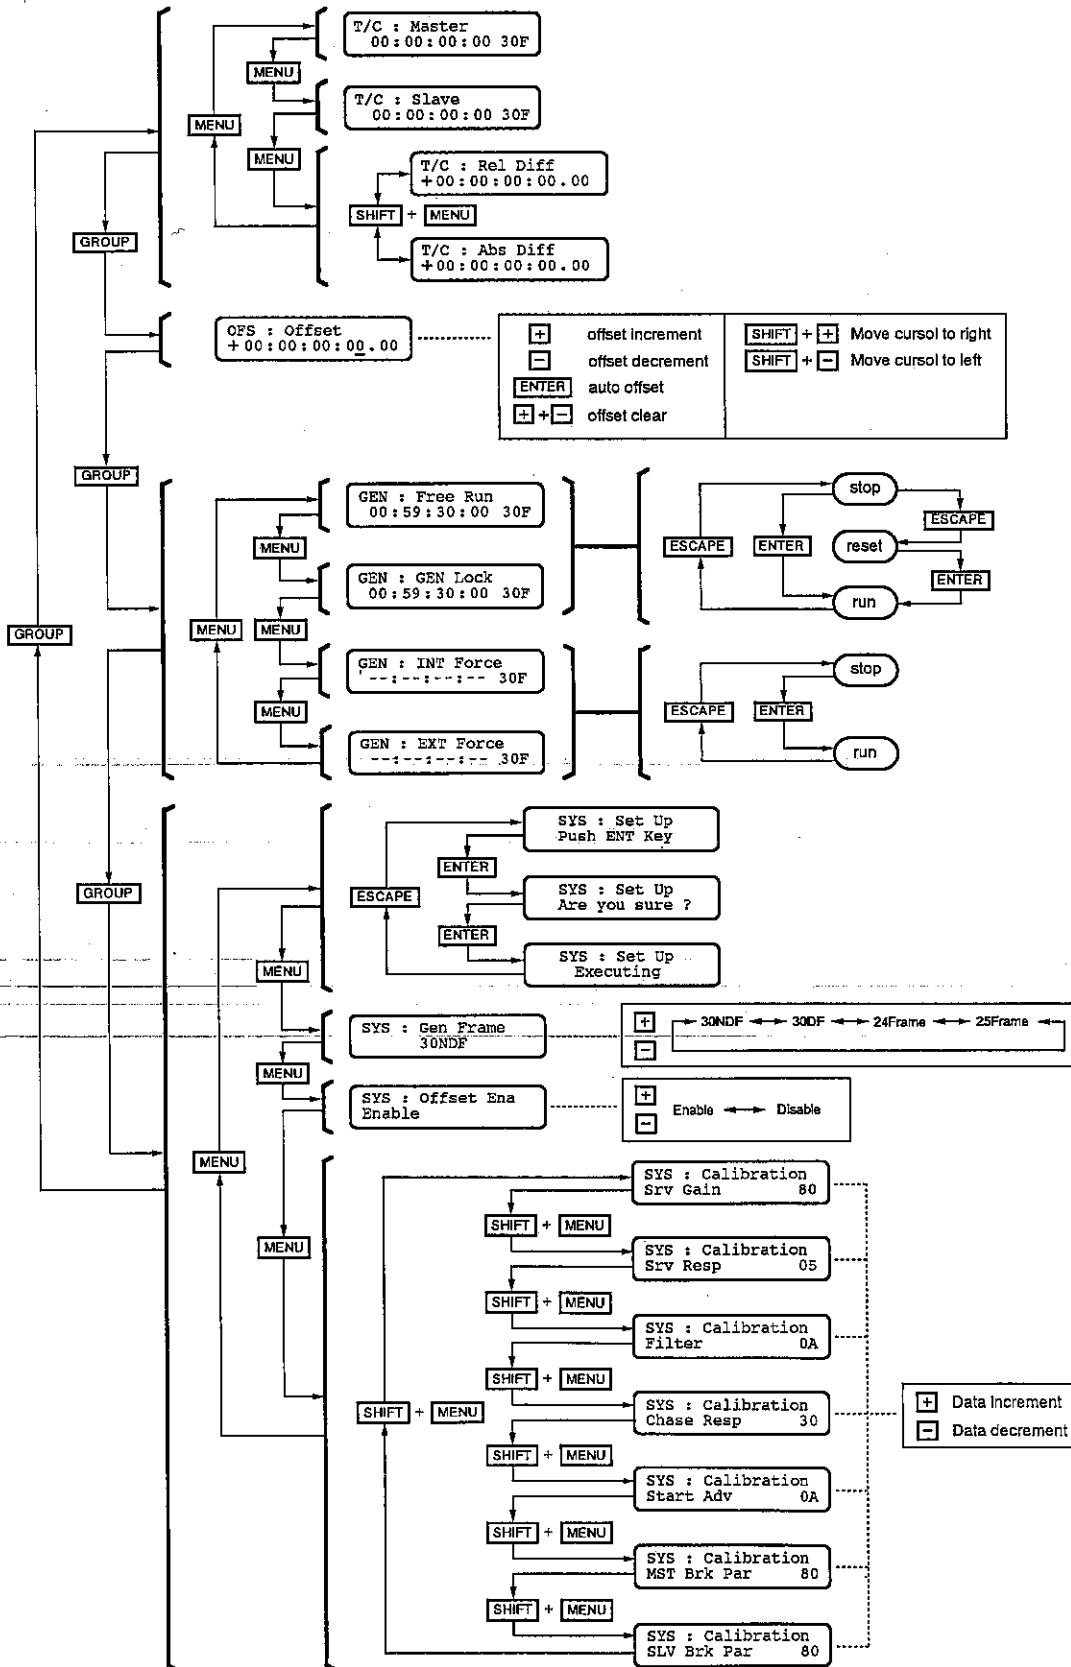 T/C : Master
00:00:00:00 30F
MENU
T/C : Slave
00:00:00:00 30F
MENU
MENU
T/C : Rel Diff
+00:00:00:00.00
SHIFT + MENU
T/C : Abs Diff
+00:00:00:00.00
GROUP
OFS : Offset
+00:00:00:00.00
+ offset increment
- offset decrement
ENTER auto offset
+ + - offset clear
SHIFT + + Move cursol to right
SHIFT + - Move cursol to left
GROUP
GEN : Free Run
00:59:30:00 30F
MENU
GEN : GEN Lock
00:59:30:00 30F
MENU
MENU
GEN : INT Force
--:--:--:-- 30F
MENU
GEN : EXT Force
--:--:--:-- 30F
stop
ESCAPE
reset
ESCAPE
ENTER
ENTER
run
stop
ESCAPE
ENTER
run
GROUP
GROUP
SYS : Set Up
Push ENT Key
ENTER
ESCAPE
SYS : Set Up
Are you sure ?
ENTER
SYS : Set Up
Executing
MENU
SYS : Gen Frame
30NDF
+
-
30NDF 30DF 24Frame 25Frame
MENU
SYS : Offset Ena
Enable
+
-
Enable Disable
MENU
MENU
SYS : Calibration
Srv Gain 80
SHIFT + MENU
SYS : Calibration
Srv Resp 05
SHIFT + MENU
SYS : Calibration
Filter 0A
SHIFT + MENU
SHIFT + MENU
SYS : Calibration
Chase Resp 30
+ Data increment
- Data decrement
SHIFT + MENU
SYS : Calibration
Start Adv 0A
SHIFT + MENU
SYS : Calibration
MST Brk Par 80
SHIFT + MENU
SYS : Calibration
SLV Brk Par 80